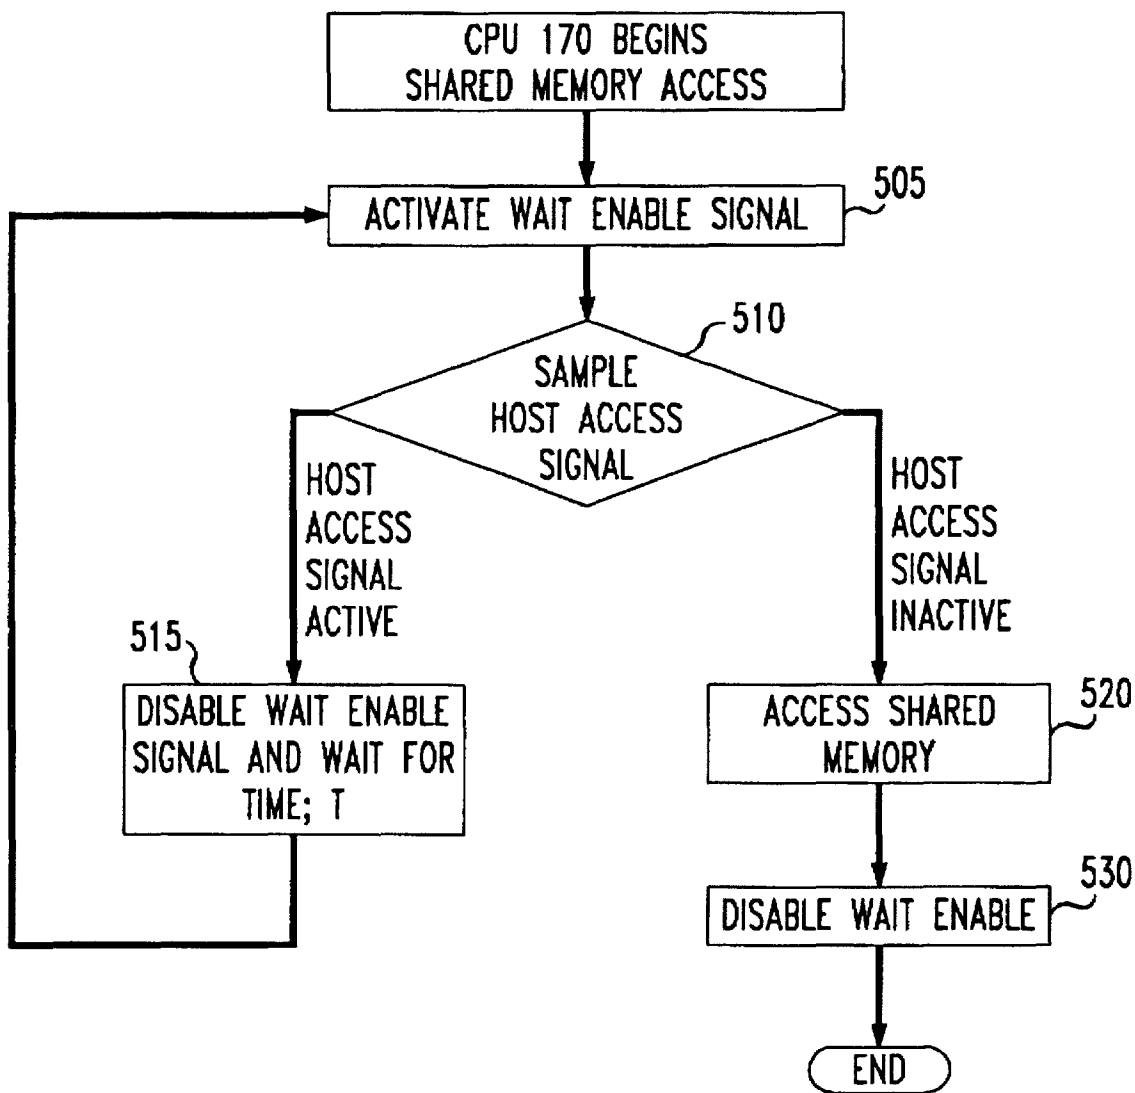 CPU 170 BEGINS
SHARED MEMORY ACCESS
505
ACTIVATE WAIT ENABLE SIGNAL
510
SAMPLE
HOST ACCESS
SIGNAL
HOST
ACCESS
SIGNAL
ACTIVE
HOST
ACCESS
SIGNAL
INACTIVE
515
DISABLE WAIT ENABLE
SIGNAL AND WAIT FOR
TIME; T
520
ACCESS SHARED
MEMORY
530
DISABLE WAIT ENABLE
END